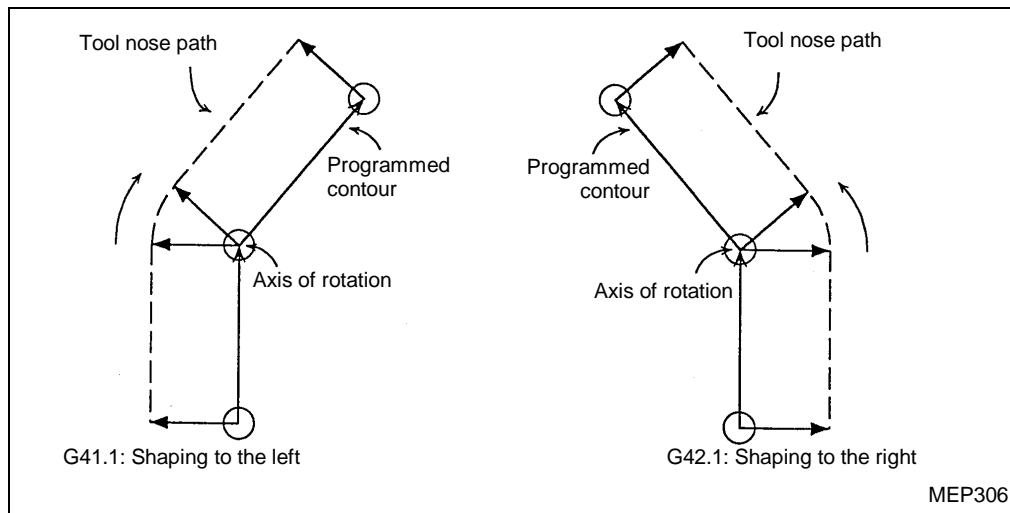 Tool nose path
Programmed
contour
Axis of rotation
G41.1: Shaping to the left
Tool nose path
Programmed
contour
Axis of rotation
G42.1: Shaping to the right
MEP306